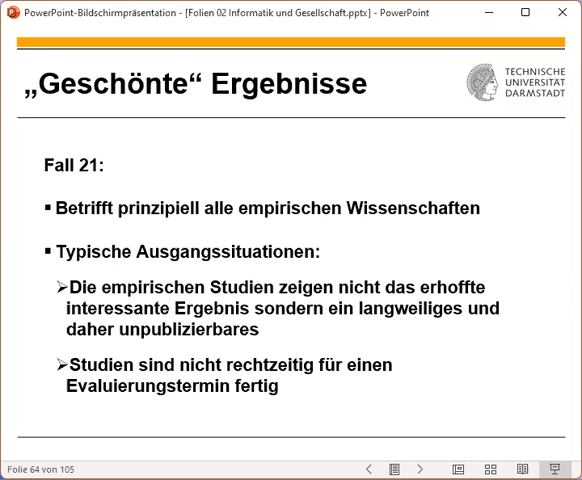 PowerPoint-Bildschirmpräsentation - [Folien 02 Informatik und Gesellschaft.pptx] - PowerPoint
„Geschönte“ Ergebnisse
TECHNISCHE
UNIVERSITÄT
DARMSTADT
Fall 21:
▪ Betrifft prinzipiell alle empirischen Wissenschaften
▪ Typische Ausgangssituationen:
➢Die empirischen Studien zeigen nicht das erhoffte
interessante Ergebnis sondern ein langweiliges und
daher unpublizierbares
➢Studien sind nicht rechtzeitig für einen
Evaluierungstermin fertig
Folie 64 von 105